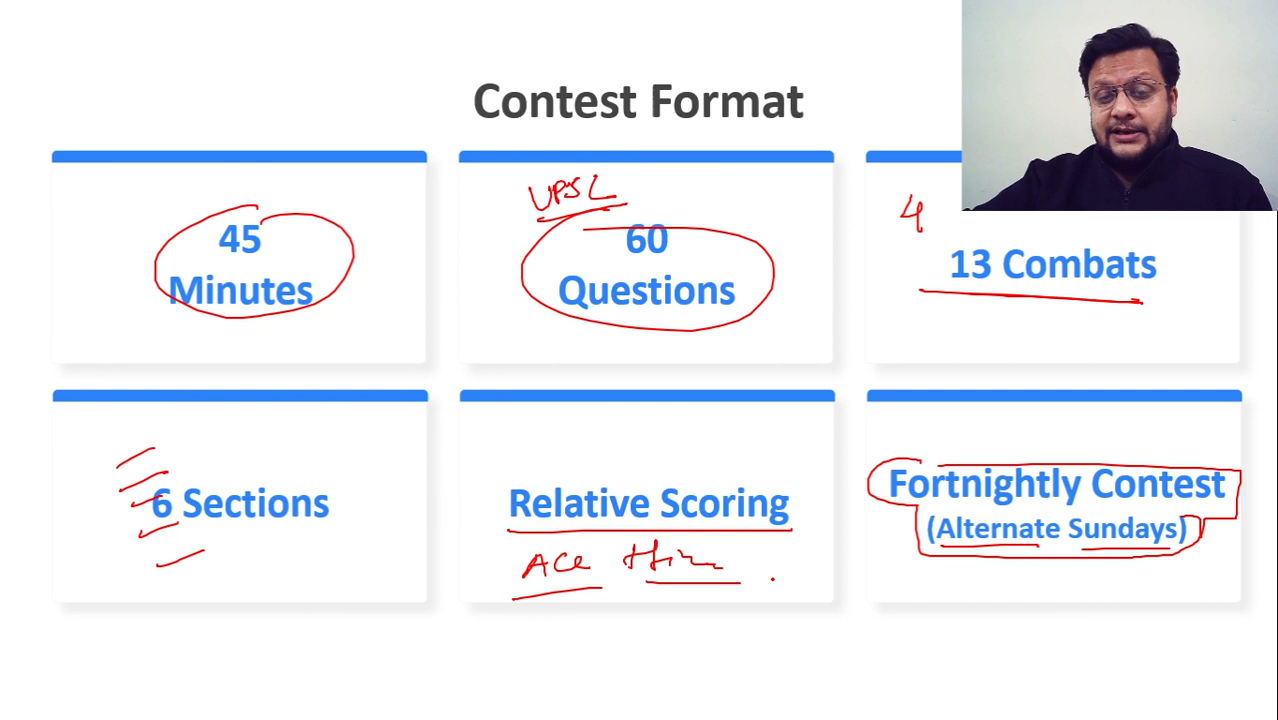 Contest Format
UPSC
45
Minutes
60
Questions
4
13 Combats
6 Sections
Relative Scoring
ACE
Fortnightly Contest
(Alternate Sundays)